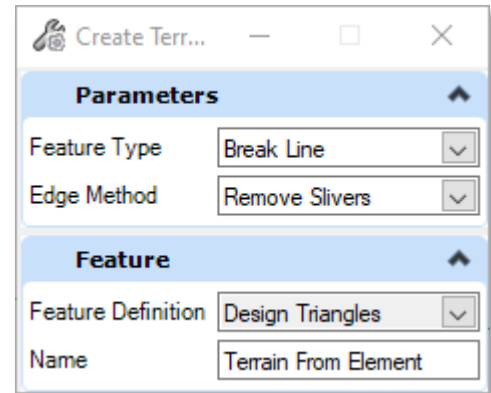 Create Terr...
Parameters
Feature Type Break Line
Edge Method Remove Slivers
Feature
Feature Definition Design Triangles
Name Terrain From Element